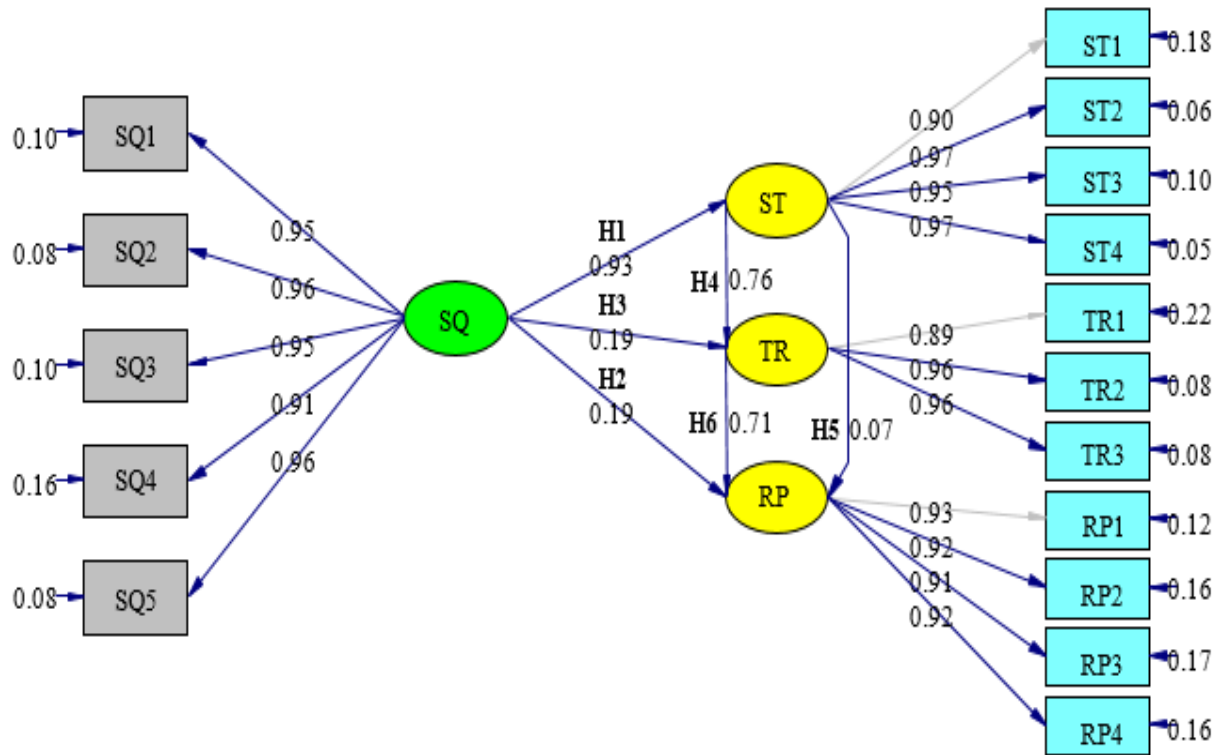 0.10
SQ1
0.08
SQ2
0.10
SQ3
0.16
SQ4
0.08
SQ5
0.95
0.96
0.95
0.91
0.96
SQ
H1
0.93
H3
0.19
H2
0.19
ST
H4 0.76
TR
H6 0.71
H5 0.07
RP
0.90
0.97
0.95
0.97
0.89
0.96
0.96
0.93
0.92
0.91
0.92
ST1 0.18
ST2 0.06
ST3 0.10
ST4 0.05
TR1 0.22
TR2 0.08
TR3 0.08
RP1 0.12
RP2 0.16
RP3 0.17
RP4 0.16